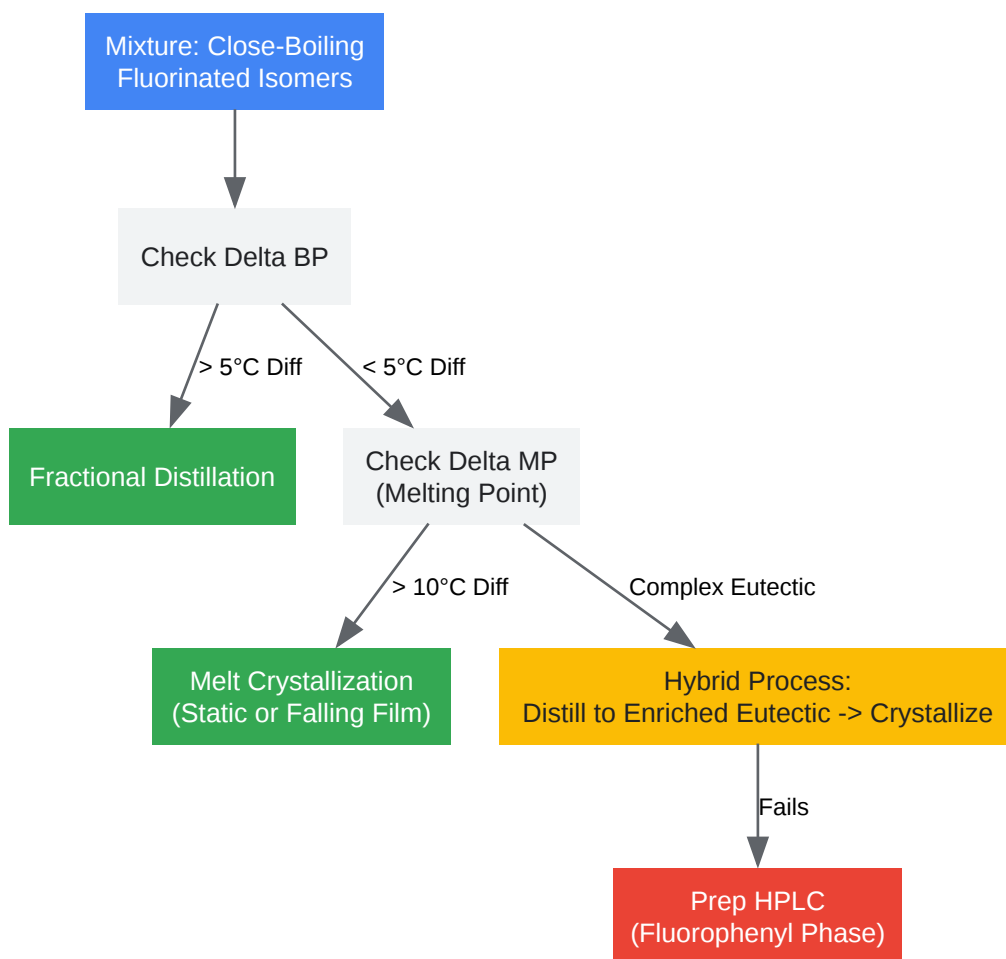 Mixture: Close-Boiling
Fluorinated Isomers
Check Delta BP
> 5°C Diff
< 5°C Diff
Fractional Distillation
Check Delta MP
(Melting Point)
> 10°C Diff
Complex Eutectic
Melt Crystallization
(Static or Falling Film)
Hybrid Process:
Distill to Enriched Eutectic -> Crystallize
Fails
Prep HPLC
(Fluorophenyl Phase)